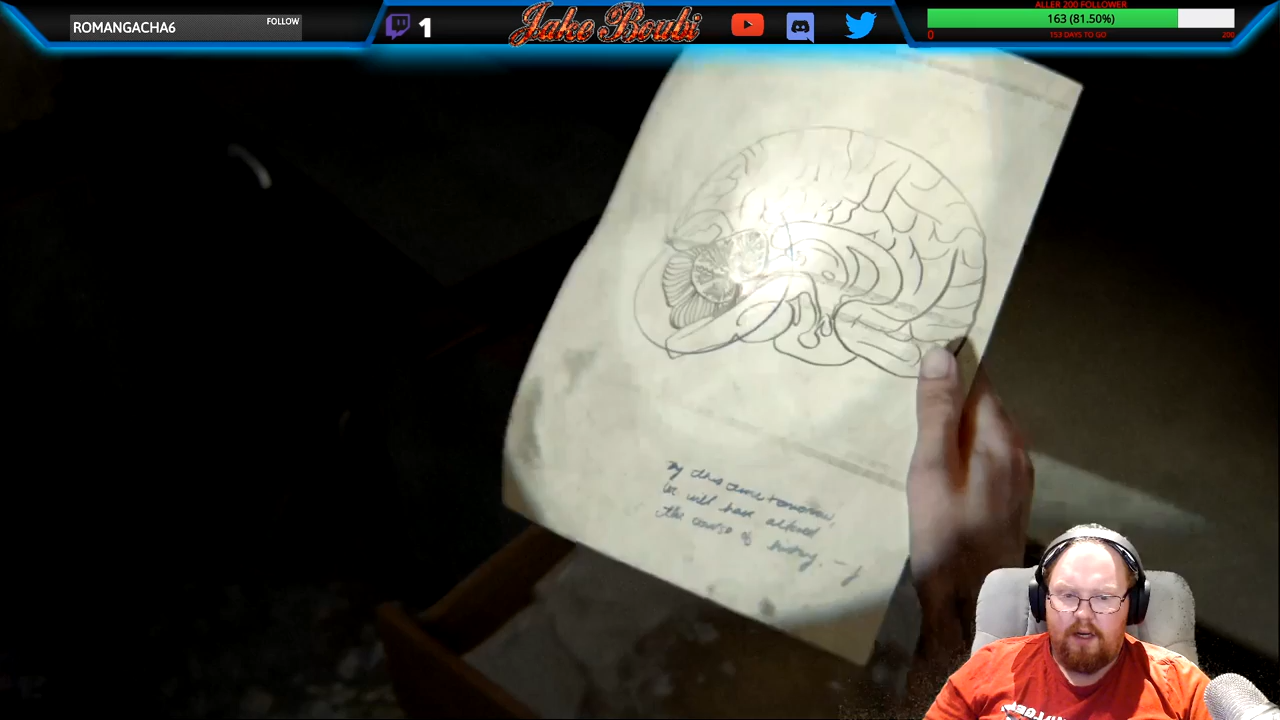 ROMANGACHA6
FOLLOW
1
Jake Boubi
ALLER 200 FOLLOWER
163 (81.50%)
0
153 DAYS TO GO
200
By this time tomorrow,
we will have altered
the course of history. - J